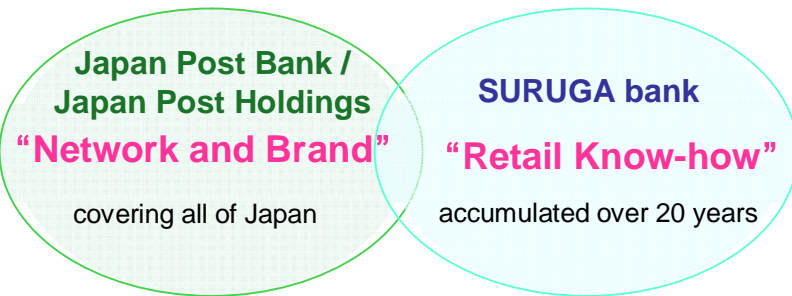 Japan Post Bank /
Japan Post Holdings
“Network and Brand”
covering all of Japan
SURUGA bank
“Retail Know-how”
accumulated over 20 years